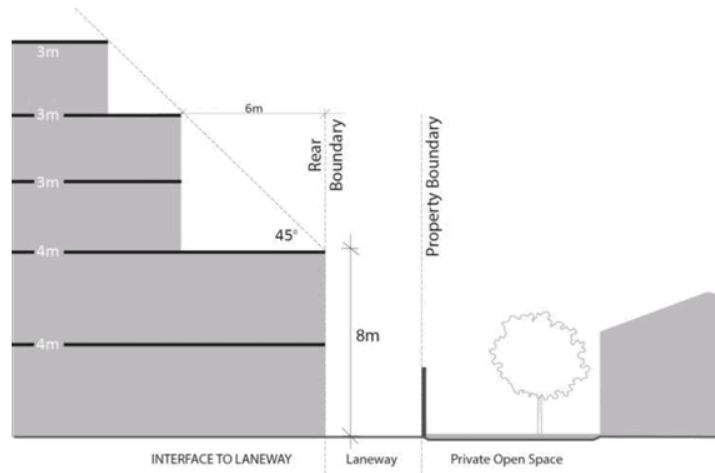 3m
3m
6m
Rear
Boundary
Property Boundary
3m
45°
4m
8m
4m
INTERFACE TO LANEWAY
Laneway
Private Open Space